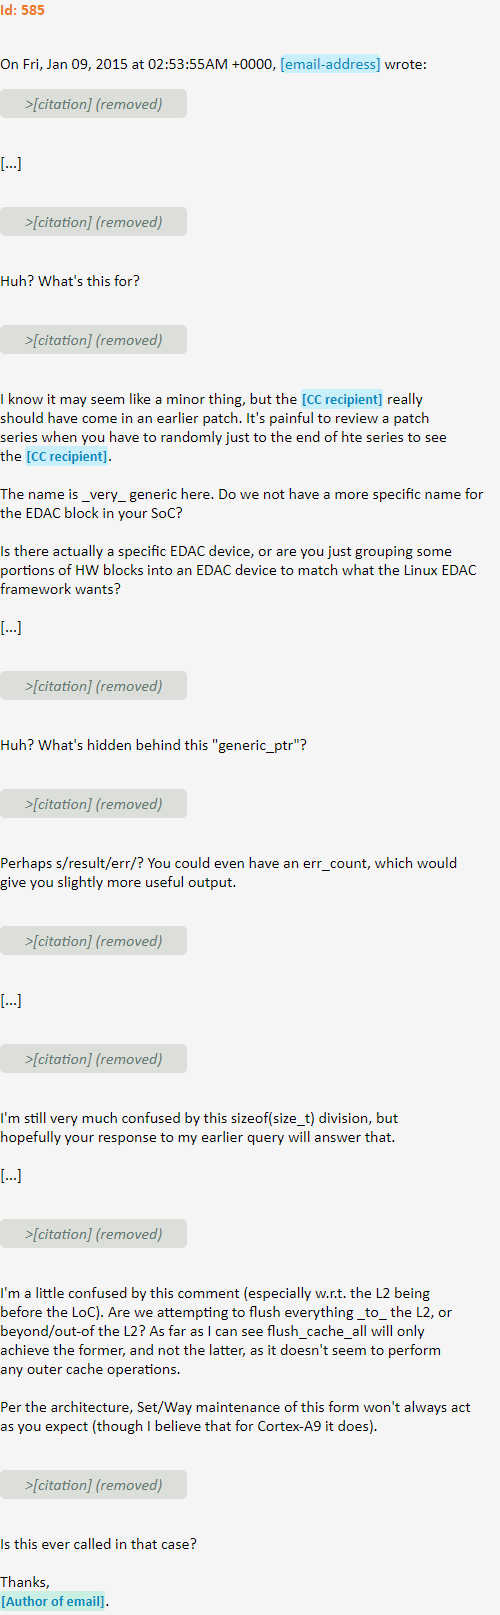 Id: 585
On Fri, Jan 09, 2015 at 02:53:55AM +0000, [email-address] wrote:
>[citation] (removed)
[...]
>[citation] (removed)
Huh? What's this for?
>[citation] (removed)
I know it may seem like a minor thing, but the [CC recipient] really
should have come in an earlier patch. It's painful to review a patch
series when you have to randomly just to the end of hte series to see
the [CC recipient].
The name is _very_ generic here. Do we not have a more specific name for
the EDAC block in your SoC?
Is there actually a specific EDAC device, or are you just grouping some
portions of HW blocks into an EDAC device to match what the Linux EDAC
framework wants?
[...]
>[citation] (removed)
Huh? What's hidden behind this "generic_ptr"?
>[citation] (removed)
Perhaps s/result/err/? You could even have an err_count, which would
give you slightly more useful output.
>[citation] (removed)
[...]
>[citation] (removed)
I'm still very much confused by this sizeof(size_t) division, but
hopefully your response to my earlier query will answer that.
[...]
>[citation] (removed)
I'm a little confused by this comment (especially w.r.t. the L2 being
before the LoC). Are we attempting to flush everything _to_ the L2, or
beyond/out-of the L2? As far as I can see flush_cache_all will only
achieve the former, and not the latter, as it doesn't seem to perform
any outer cache operations.
Per the architecture, Set/Way maintenance of this form won't always act
as you expect (though I believe that for Cortex-A9 it does).
>[citation] (removed)
Is this ever called in that case?
Thanks,
[Author of email].